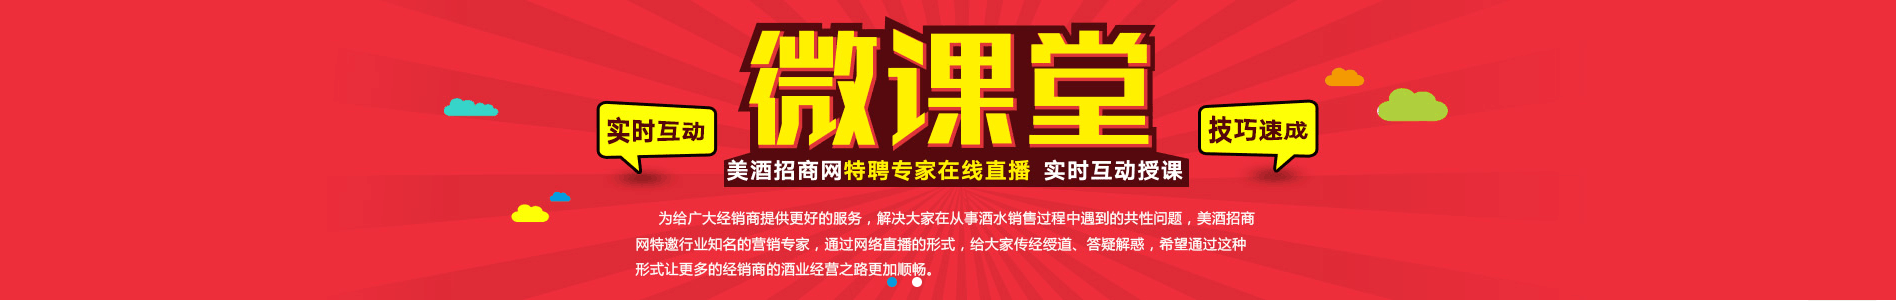 微课堂
实时互动
技巧速成
美酒招商网特聘专家在线直播 实时互动授课
为给广大经销商提供更好的服务，解决大家在从事酒水销售过程中遇到的共性问题，美酒招商
网特邀行业知名的营销专家，通过网络直播的形式，给大家传经绶道、答疑解惑，希望通过这种
形式让更多的经销商的酒业经营之路更加顺畅。